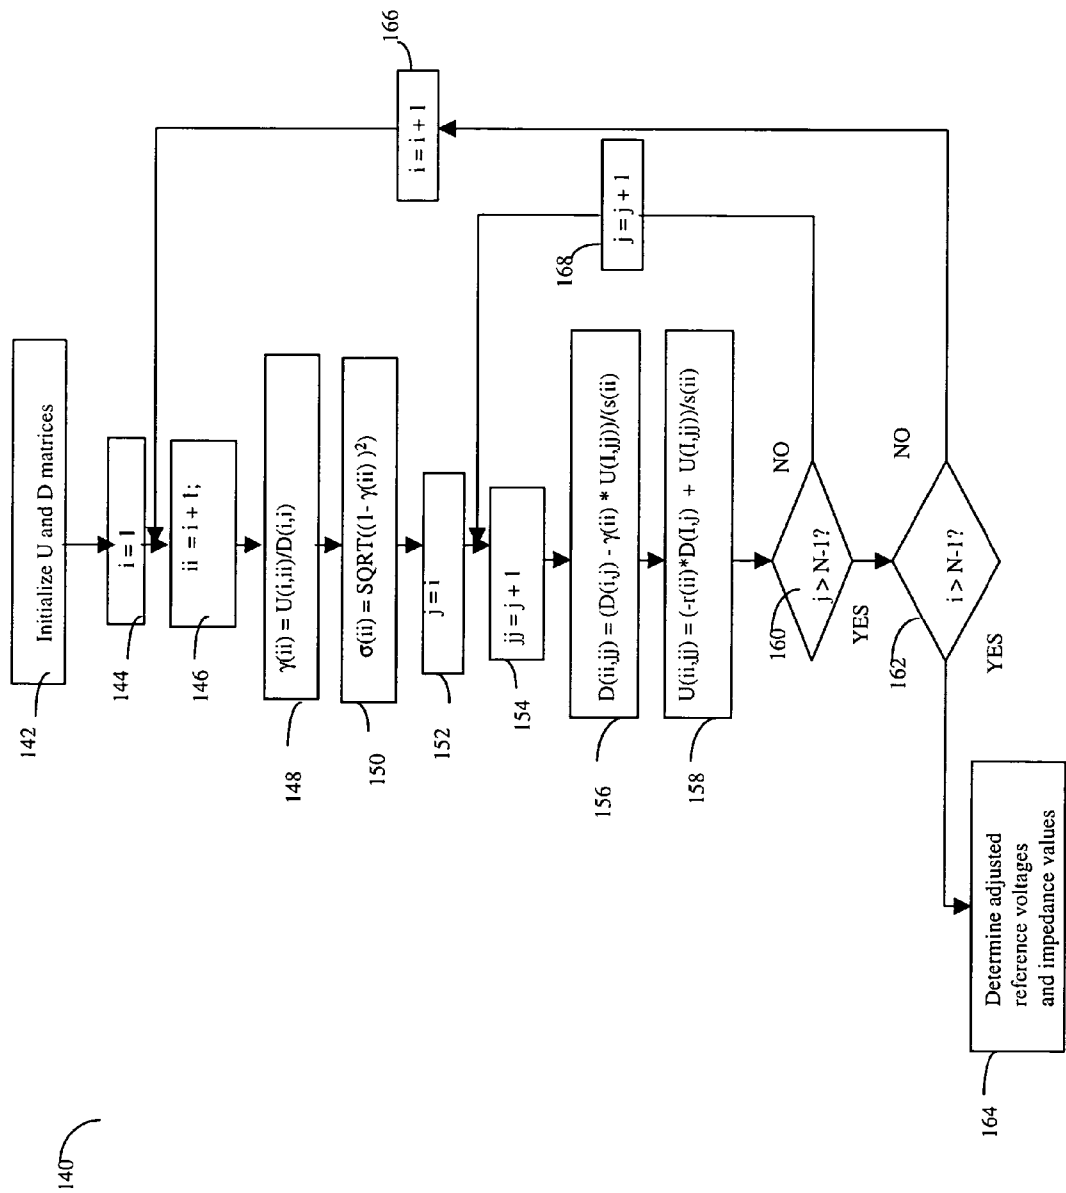 140
142
Initialize U and D matrices
144
i = 1
166
i = i + 1
146
ii = i + 1;
148
γ(ii) = U(i,ii)/D(i,i)
150
σ(ii) = SQRT((1- γ(ii) )²)
152
j = i
154
jj = j + 1
168
j = j + 1
156
D(ii,jj) = (D(i,j) - γ(ii) * U(I,jj))/(s(ii)
158
U(ii,jj) = (-r(ii)*D(I,j) + U(I,jj))/s(ii)
160
j > N-1?
NO
YES
162
i > N-1?
NO
YES
164
Determine adjusted
reference voltages
and impedance values